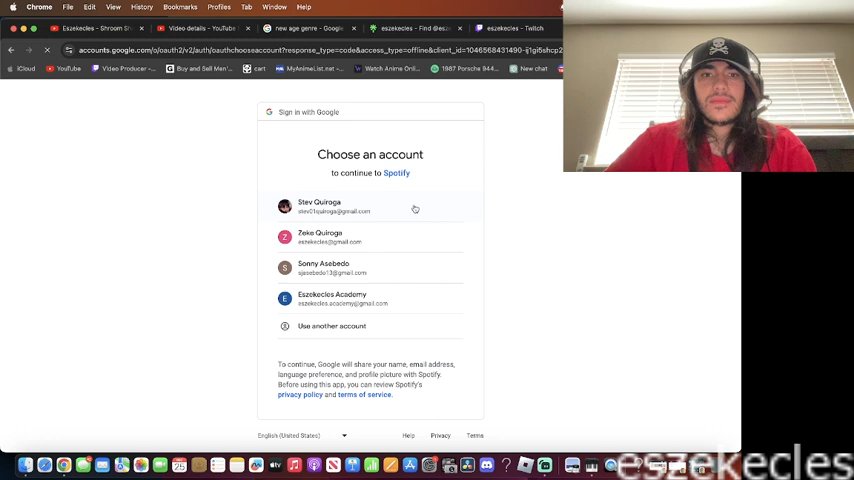 Chrome File Edit View History Bookmarks Profiles Tab Window Help
Eszekecles - Shroom Sh
Video details - YouTube
new age genre - Google
eszekecles - Find @esze
eszekecles - Twitch
accounts.google.com/o/oauth2/v2/auth/oauthchooseaccount?response_type=code&access_type=offline&client_id=1046568431490-
iCloud YouTube Video Producer -... Buy and Sell Men'... cart MyAnimeList.net -... Watch Anime Onli... 1987 Porsche 944... New chat
Sign in with Google
Choose an account
to continue to Spotify
Stev Quiroga
stev01quiroga@gmail.com
Zeke Quiroga
eszekecles@gmail.com
Sonny Asebedo
sjasebedo13@gmail.com
Eszekecles Academy
eszekecles.academy@gmail.com
Use another account
To continue, Google will share your name, email address,
language preference, and profile picture with Spotify.
Before using this app, you can review Spotify's
privacy policy and terms of service.
English (United States) Help Privacy Terms
eszekecles